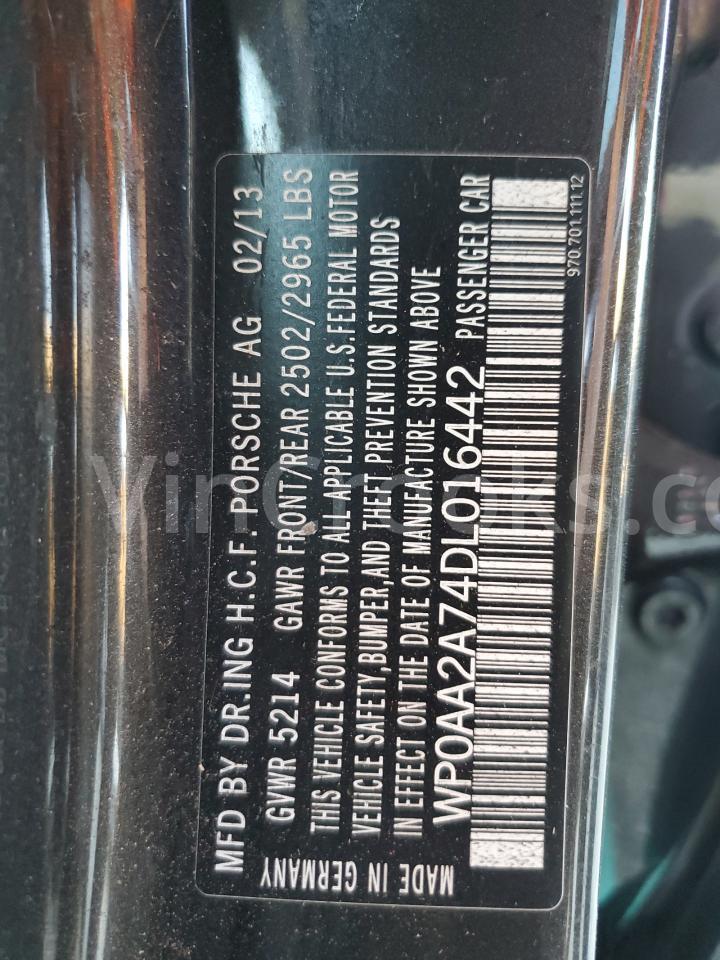 MFD BY DR.ING H.C.F. PORSCHE AG 02/13
GVWR 5214 GAWR FRONT/REAR 2502/2965 LBS
THIS VEHICLE CONFORMS TO ALL APPLICABLE U.S.FEDERAL MOTOR
VEHICLE SAFETY,BUMPER,AND THEFT PREVENTION STANDARDS
IN EFFECT ON THE DATE OF MANUFACTURE SHOWN ABOVE
WP0AA2A74DL016442 PASSENGER CAR
970.701.111.12
MADE IN GERMANY
VinCrooks.co